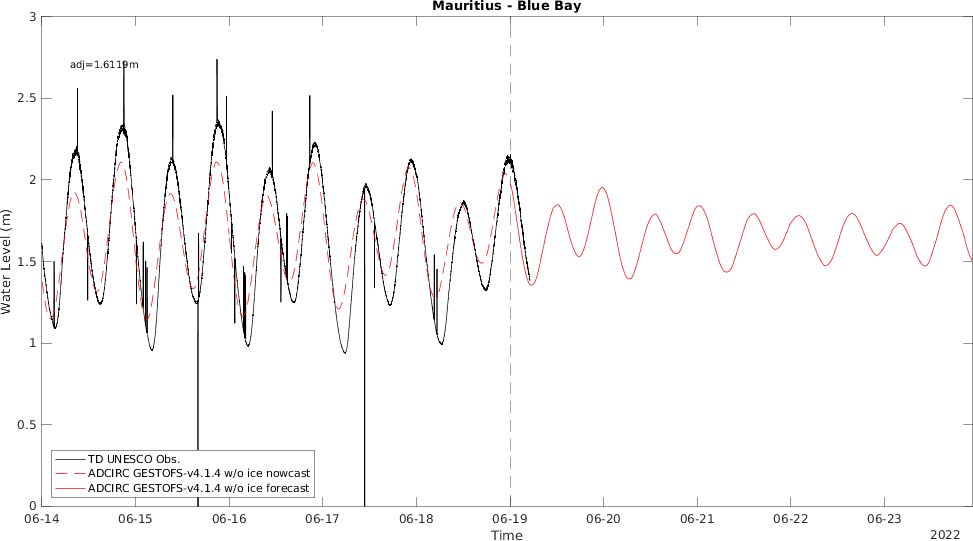 Mauritius - Blue Bay
adj=1.6119m
3
2.5
2
1.5
1
0.5
0
Water Level (m)
TD UNESCO Obs.
ADCIRC GESTOFS-v4.1.4 w/o ice nowcast
ADCIRC GESTOFS-v4.1.4 w/o ice forecast
06-14 06-15 06-16 06-17 06-18 06-19 06-20 06-21 06-22 06-23
Time
2022